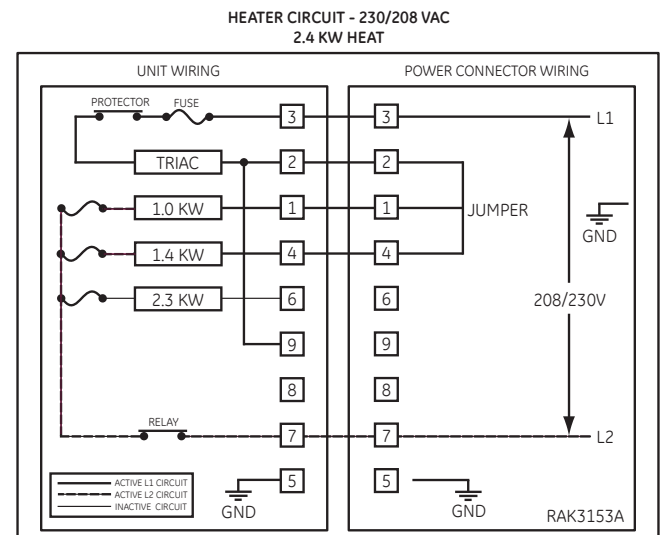 HEATER CIRCUIT - 230/208 VAC
2.4 KW HEAT
UNIT WIRING
POWER CONNECTOR WIRING
PROTECTOR
FUSE
3
3
L1
TRIAC
2
2
1.0 KW
1
1
JUMPER
GND
1.4 KW
4
4
2.3 KW
6
6
208/230V
9
9
8
8
RELAY
7
7
L2
ACTIVE L1 CIRCUIT
ACTIVE L2 CIRCUIT
INACTIVE CIRCUIT
GND
5
5
GND
RAK3153A